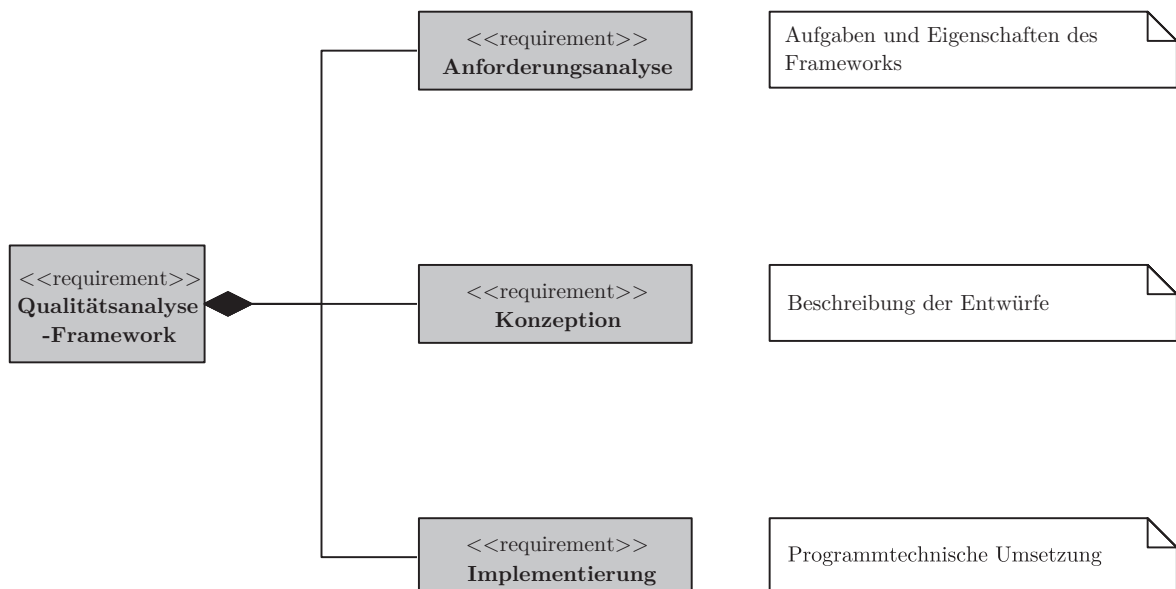 <<requirement>>
Anforderungsanalyse
Aufgaben und Eigenschaften des
Frameworks
<<requirement>>
Qualitätsanalyse
-Framework
<<requirement>>
Konzeption
Beschreibung der Entwürfe
<<requirement>>
Implementierung
Programmtechnische Umsetzung